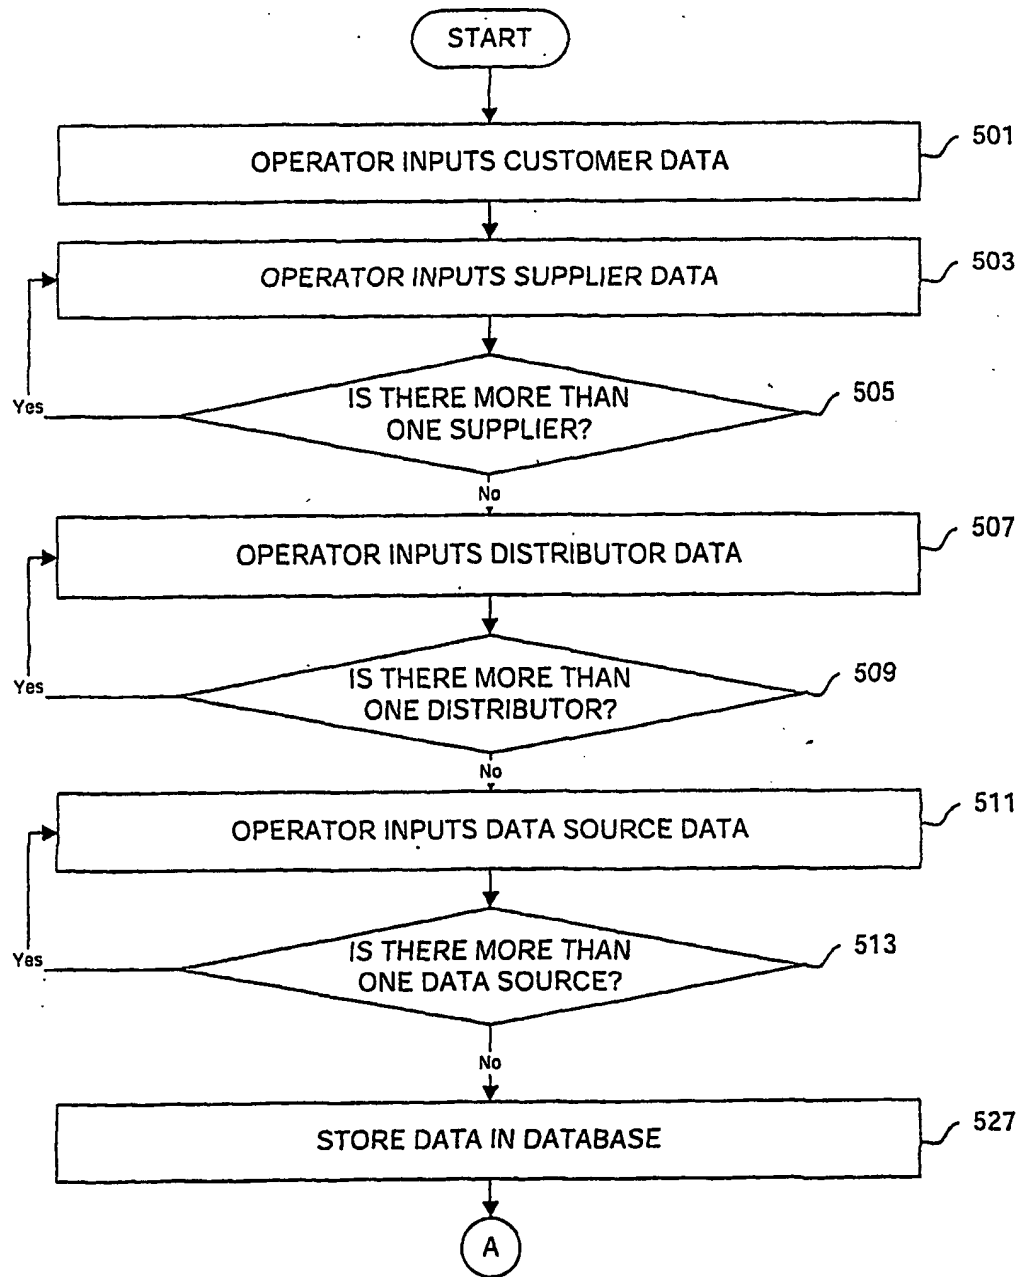 START
OPERATOR INPUTS CUSTOMER DATA
501
OPERATOR INPUTS SUPPLIER DATA
503
IS THERE MORE THAN
ONE SUPPLIER?
505
Yes
No
OPERATOR INPUTS DISTRIBUTOR DATA
507
IS THERE MORE THAN
ONE DISTRIBUTOR?
509
Yes
No
OPERATOR INPUTS DATA SOURCE DATA
511
IS THERE MORE THAN
ONE DATA SOURCE?
513
Yes
No
STORE DATA IN DATABASE
527
A